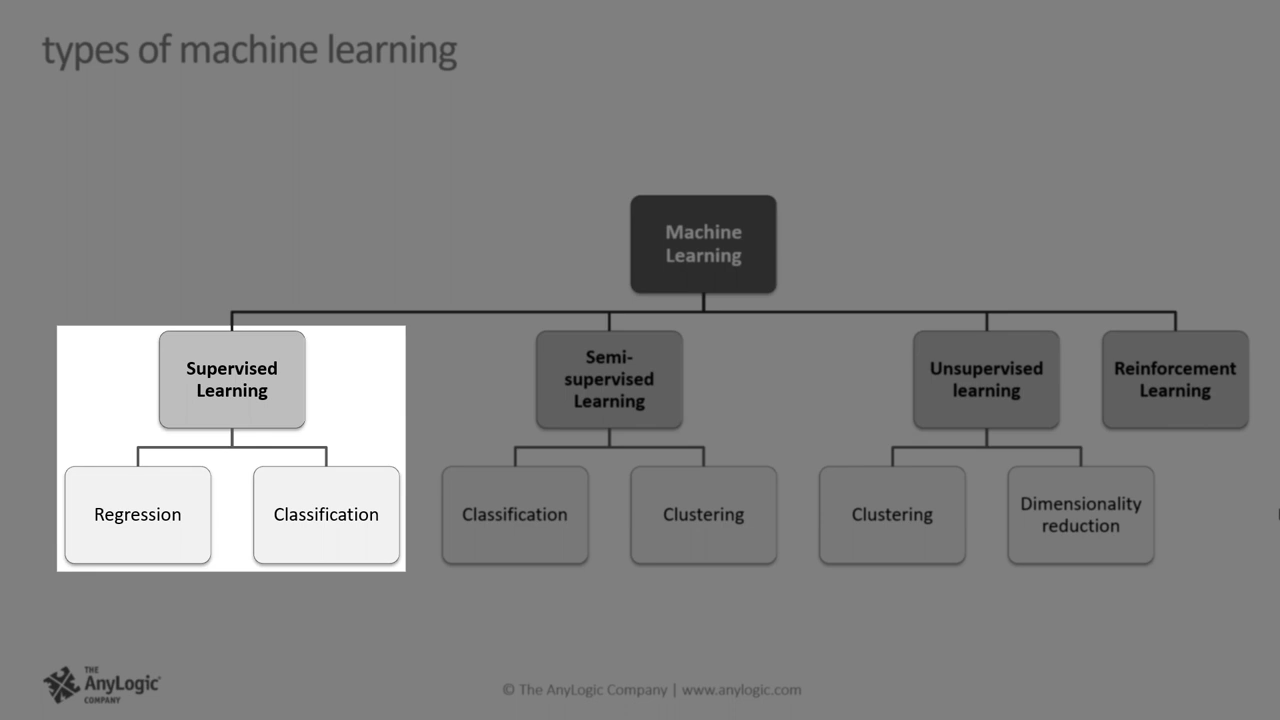 types of machine learning
Machine
Learning
Supervised
Learning
Semi-
supervised
Learning
Unsupervised
learning
Reinforcement
Learning
Regression
Classification
Classification
Clustering
Clustering
Dimensionality
reduction
THE
AnyLogic
COMPANY
© The AnyLogic Company | www.anylogic.com